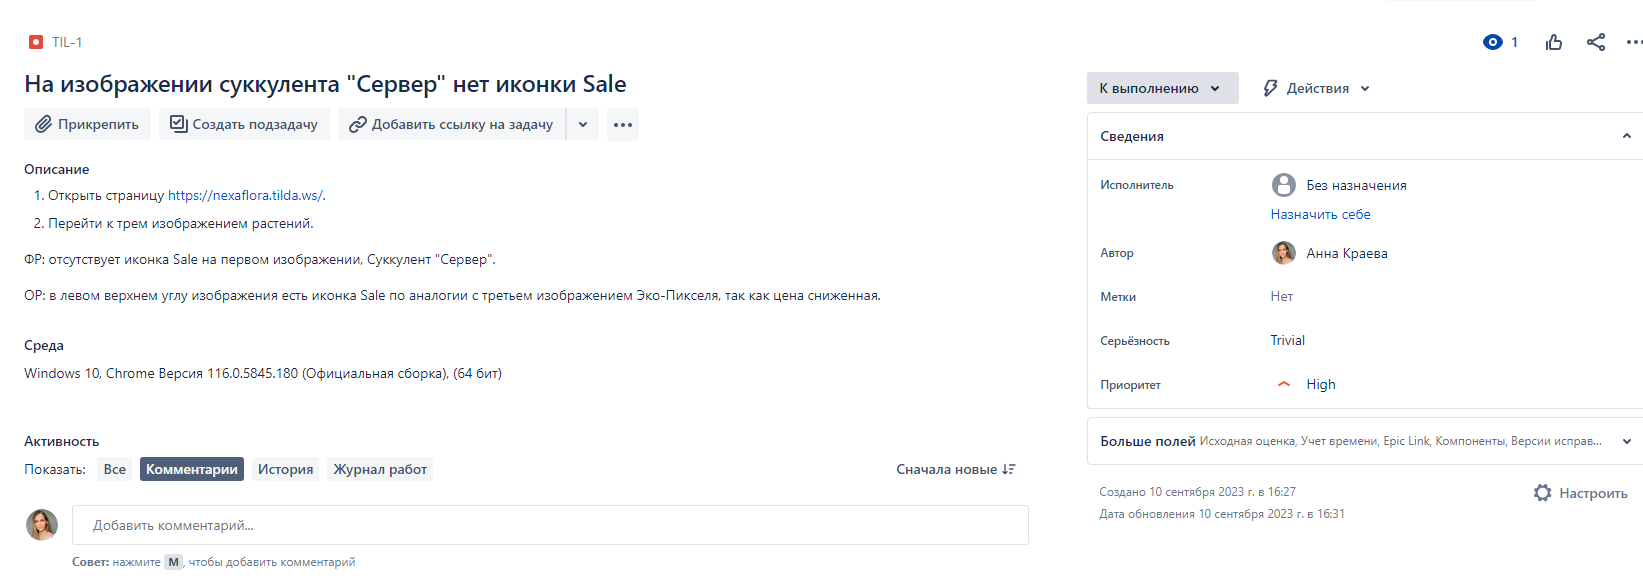 TIL-1
1
На изображении суккулента "Сервер" нет иконки Sale
Прикрепить
Создать подзадачу
Добавить ссылку на задачу
Описание
1. Открыть страницу https://nexaflora.tilda.ws/.
2. Перейти к трем изображением растений.
ФР: отсутствует иконка Sale на первом изображении, Суккулент "Сервер".
ОР: в левом верхнем углу изображения есть иконка Sale по аналогии с третьем изображением Эко-Пикселя, так как цена сниженная.
Среда
Windows 10, Chrome Версия 116.0.5845.180 (Официальная сборка), (64 бит)
Активность
Показать: Все Комментарии История Журнал работ Сначала новые
Добавить комментарий...
Совет: нажмите M, чтобы добавить комментарий
К выполнению
Действия
Сведения
Исполнитель Без назначения
Назначить себе
Автор Анна Краева
Метки Нет
Серьёзность Trivial
Приоритет High
Больше полей Исходная оценка, Учет времени, Epic Link, Компоненты, Версии исправ...
Создано 10 сентября 2023 г. в 16:27
Настроить
Дата обновления 10 сентября 2023 г. в 16:31